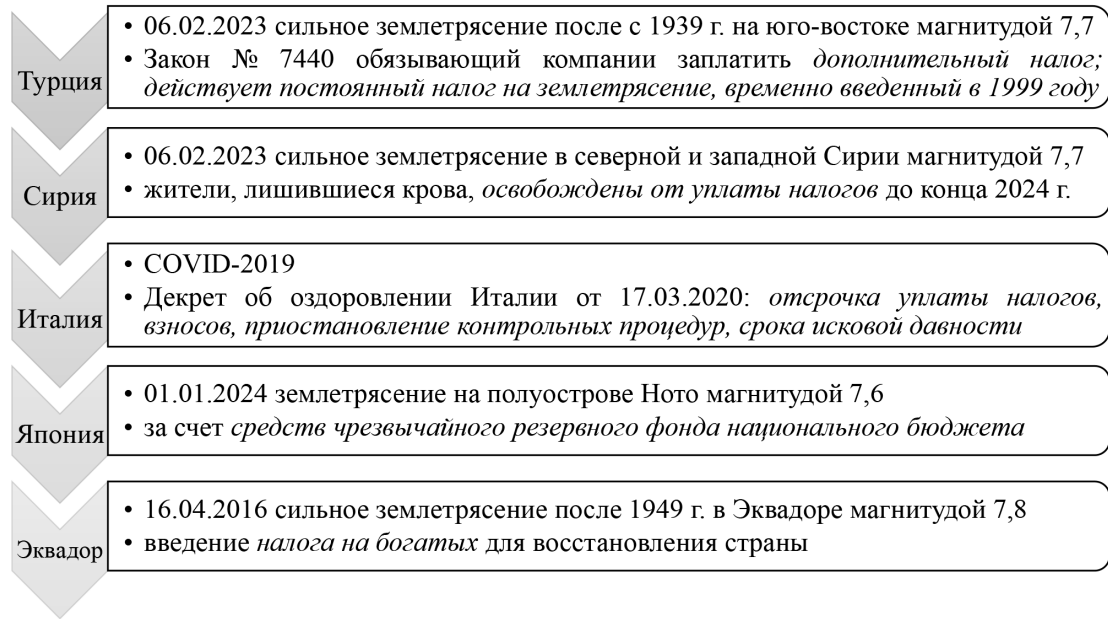 Турция
• 06.02.2023 сильное землетрясение после с 1939 г. на юго-востоке магнитудой 7,7
• Закон № 7440 обязывающий компании заплатить дополнительный налог;
действует постоянный налог на землетрясение, временно введенный в 1999 году
Сирия
• 06.02.2023 сильное землетрясение в северной и западной Сирии магнитудой 7,7
• жители, лишившиеся крова, освобождены от уплаты налогов до конца 2024 г.
Италия
• COVID-2019
• Декрет об оздоровлении Италии от 17.03.2020: отсрочка уплаты налогов,
взносов, приостановление контрольных процедур, срока исковой давности
Япония
• 01.01.2024 землетрясение на полуострове Ното магнитудой 7,6
• за счет средств чрезвычайного резервного фонда национального бюджета
Эквадор
• 16.04.2016 сильное землетрясение после 1949 г. в Эквадоре магнитудой 7,8
• введение налога на богатых для восстановления страны